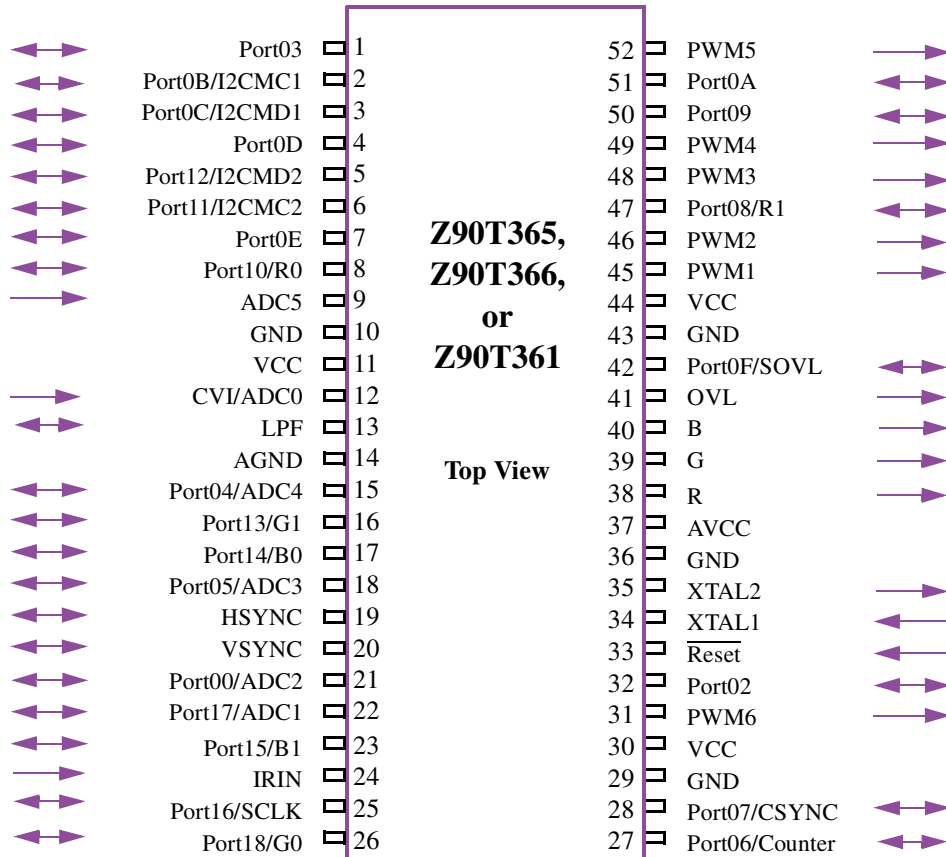 Port03 1 52 PWM5
Port0B/I2CMC1 2 51 Port0A
Port0C/I2CMD1 3 50 Port09
Port0D 4 49 PWM4
Port12/I2CMD2 5 48 PWM3
Port11/I2CMC2 6 47 Port08/R1
Port0E 7 Z90T365, 46 PWM2
Port10/R0 8 Z90T366, 45 PWM1
ADC5 9 or 44 VCC
GND 10 Z90T361 43 GND
VCC 11 42 Port0F/SOVL
CVI/ADC0 12 41 OVL
LPF 13 40 B
AGND 14 Top View 39 G
Port04/ADC4 15 38 R
Port13/G1 16 37 AVCC
Port14/B0 17 36 GND
Port05/ADC3 18 35 XTAL2
HSYNC 19 34 XTAL1
VSYNC 20 33 Reset
Port00/ADC2 21 32 Port02
Port17/ADC1 22 31 PWM6
Port15/B1 23 30 VCC
IRIN 24 29 GND
Port16/SCLK 25 28 Port07/CSYNC
Port18/G0 26 27 Port06/Counter